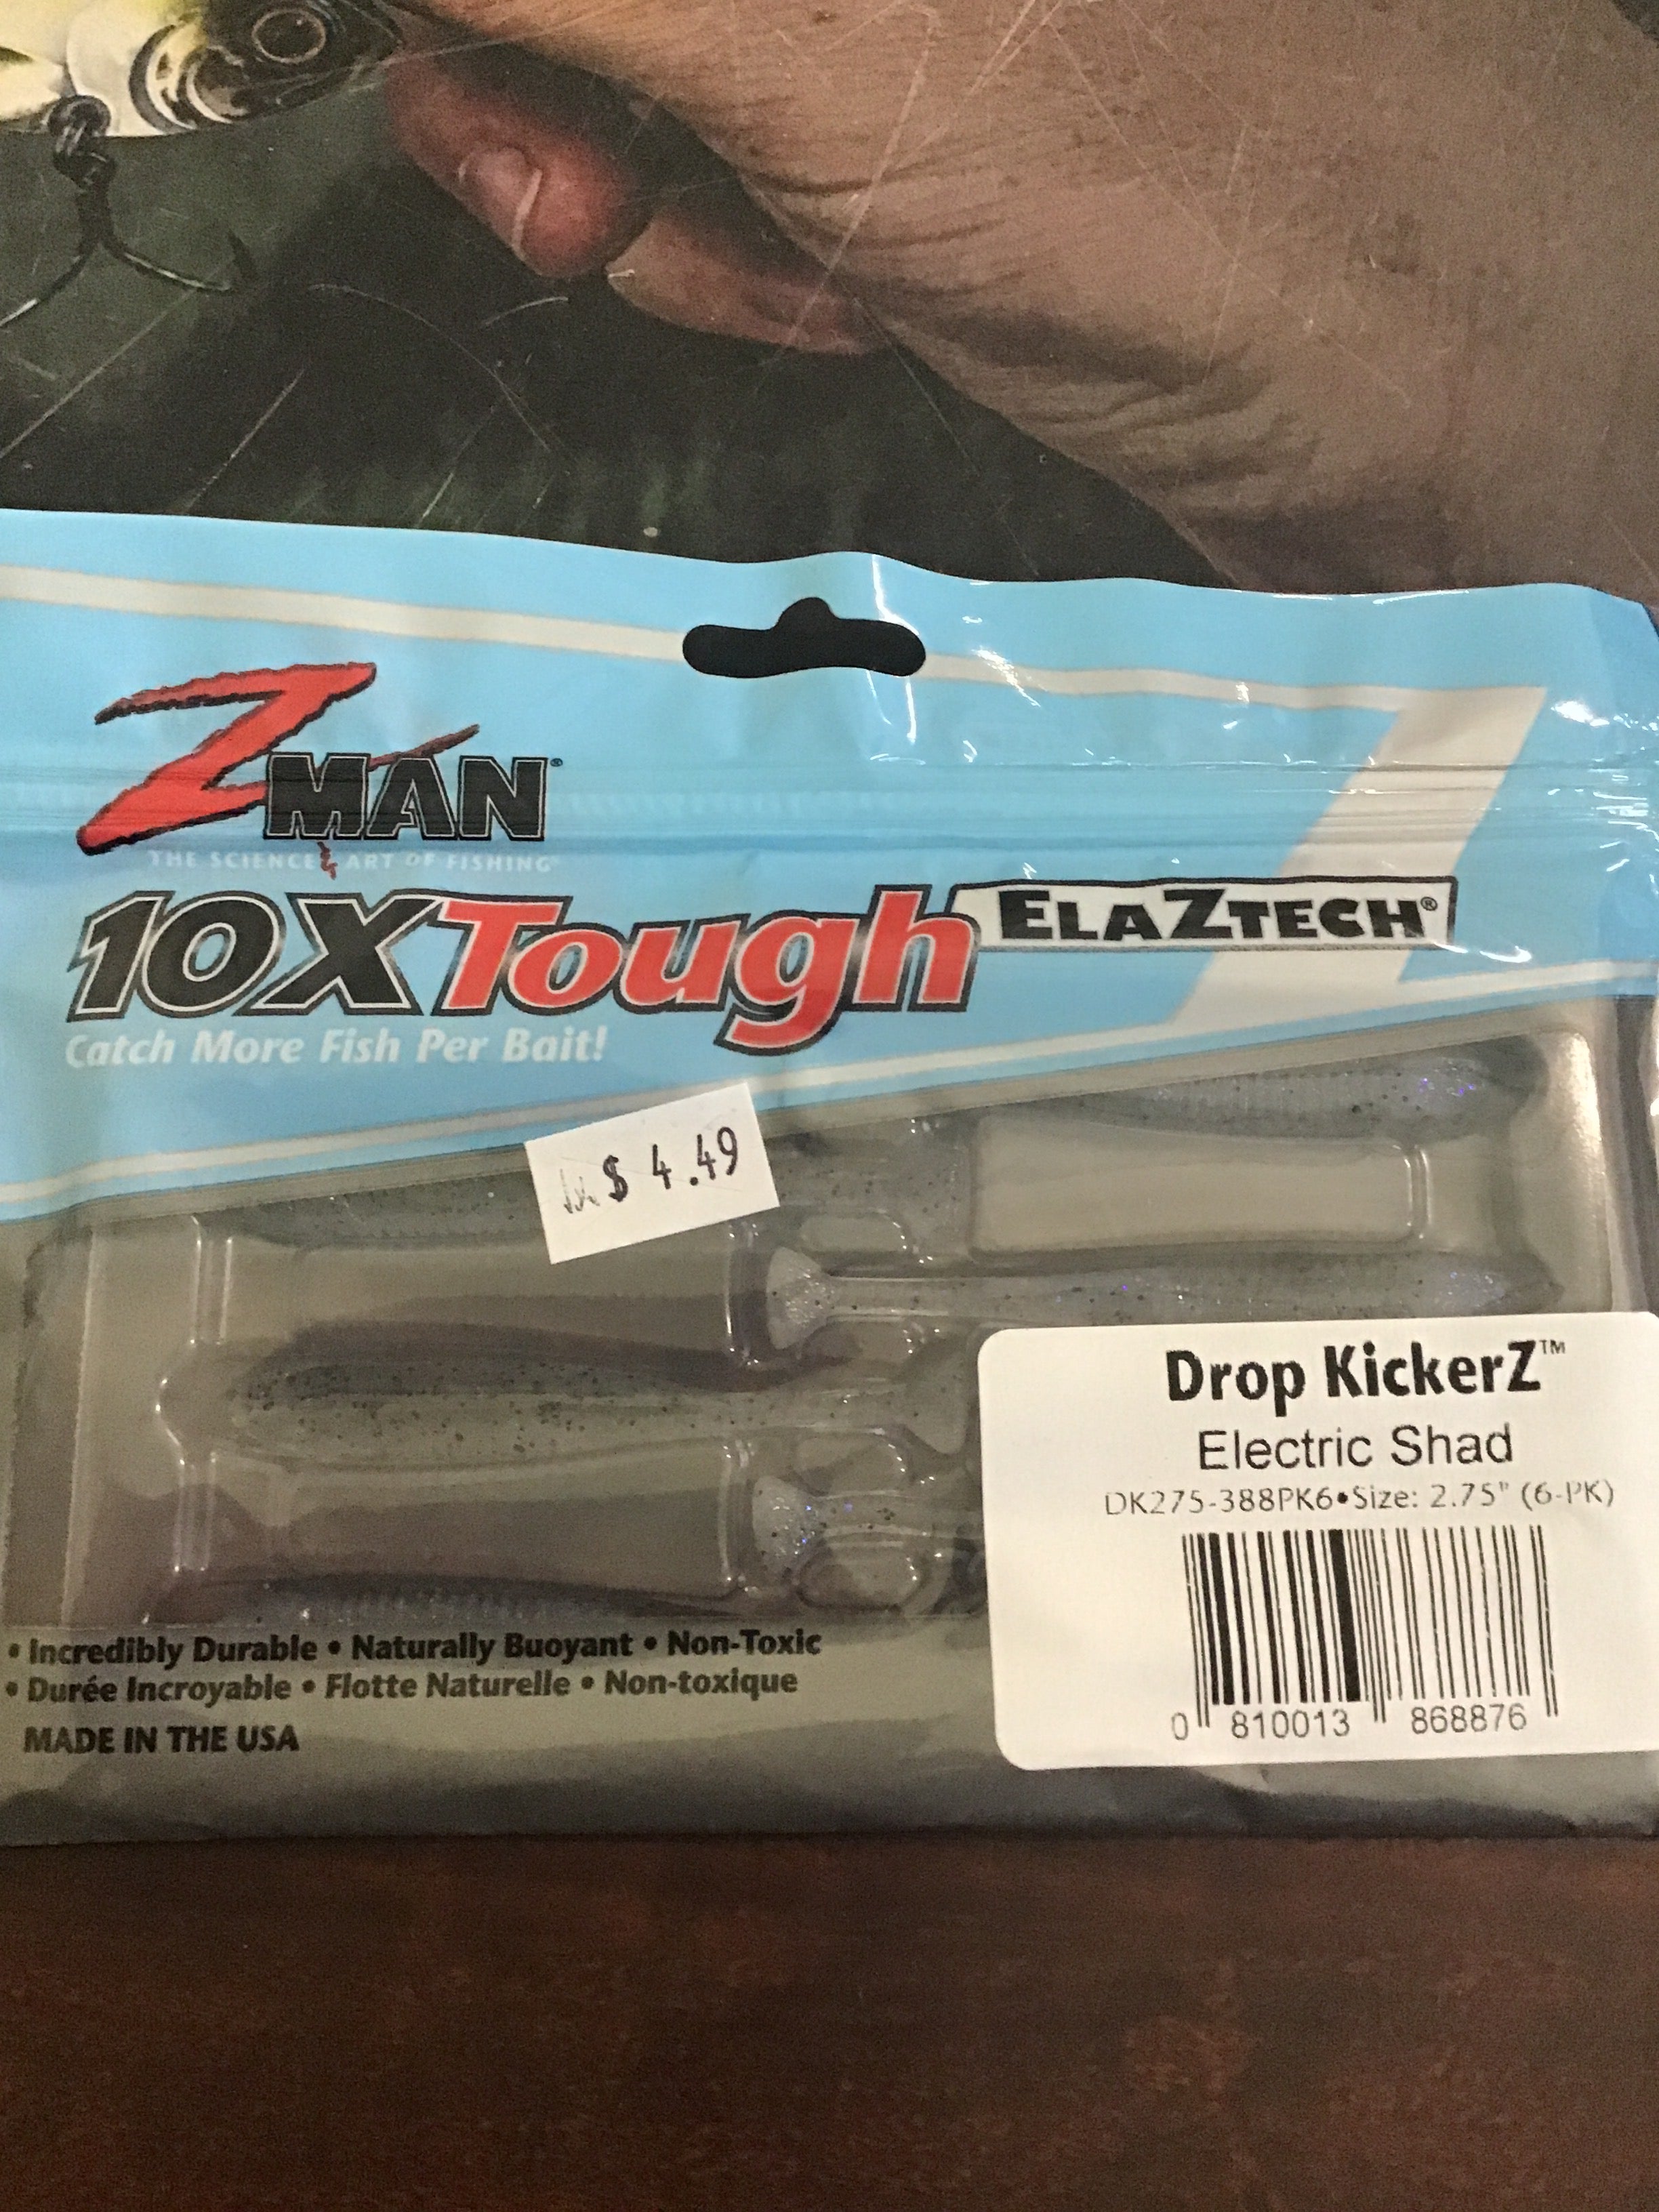 ZMAN®
THE SCIENCE & ART OF FISHING®
10X Tough ELAZTECH®
Catch More Fish Per Bait!
$ 4.49
Drop KickerZ™
Electric Shad
DK275-388PK6•Size: 2.75" (6-PK)
0 810013 868876
• Incredibly Durable • Naturally Buoyant • Non-Toxic
• Durée Incroyable • Flotte Naturelle • Non-toxique
MADE IN THE USA